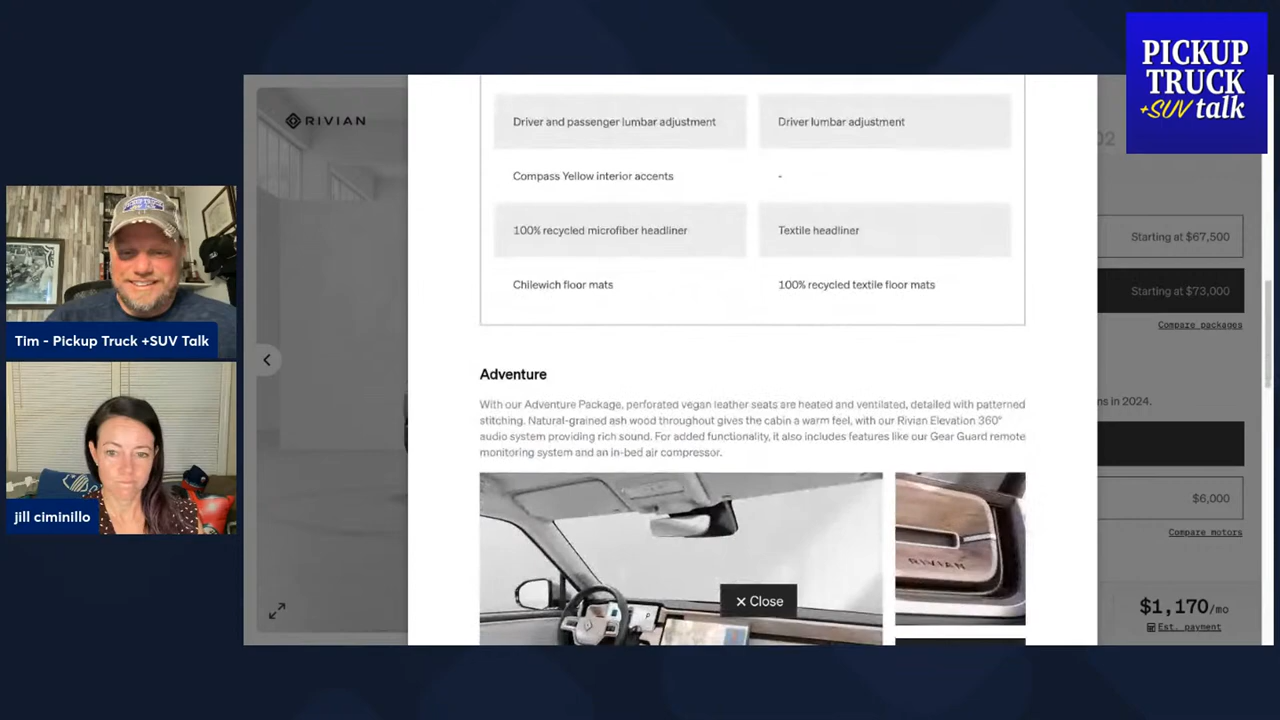 PICKUP
TRUCK
+SUV talk
RIVIAN
Driver and passenger lumbar adjustment
Driver lumbar adjustment
02
Compass Yellow interior accents
-
100% recycled microfiber headliner
Textile headliner
Starting at $67,500
Chilewich floor mats
100% recycled textile floor mats
Starting at $73,000
Compare packages
Tim - Pickup Truck +SUV Talk
Adventure
With our Adventure Package, perforated vegan leather seats are heated and ventilated, detailed with patterned
stitching. Natural-grained ash wood throughout gives the cabin a warm feel, with our Rivian Elevation 360°
audio system providing rich sound. For added functionality, it also includes features like our Gear Guard remote
monitoring system and an in-bed air compressor.
ns in 2024.
$6,000
Compare motors
jill ciminillo
RIVIAN
✕ Close
$1,170/mo
Est. payment